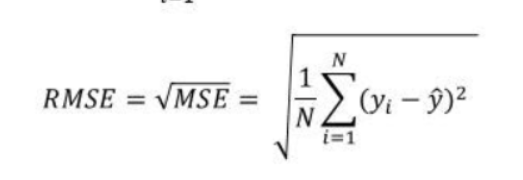 RMSE = √MSE = √(1/N ∑_{i=1}^{N} (y_i − ŷ)²)